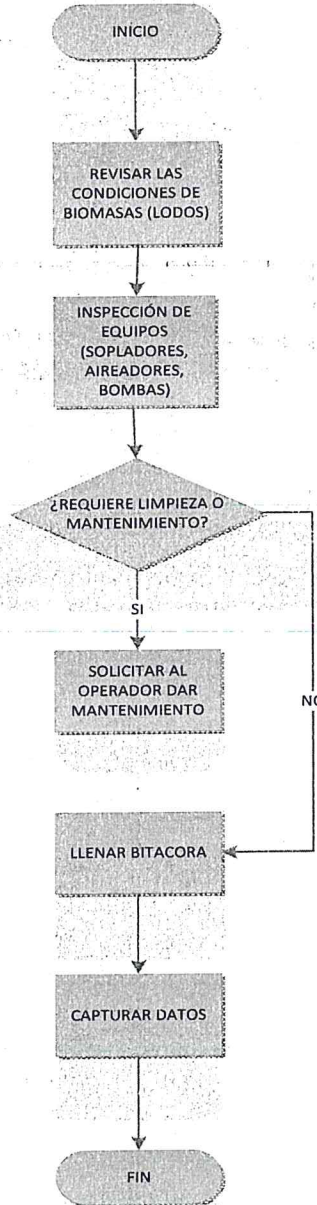 INICIO
REVISAR LAS
CONDICIONES DE
BIOMASAS (LODOS)
INSPECCIÓN DE
EQUIPOS
(SOPLADORES,
AIREADORES,
BOMBAS)
¿REQUIERE LIMPIEZA O
MANTENIMIENTO?
SI
SOLICITAR AL
OPERADOR DAR
MANTENIMIENTO
NO
LLENAR BITACORA
CAPTURAR DATOS
FIN